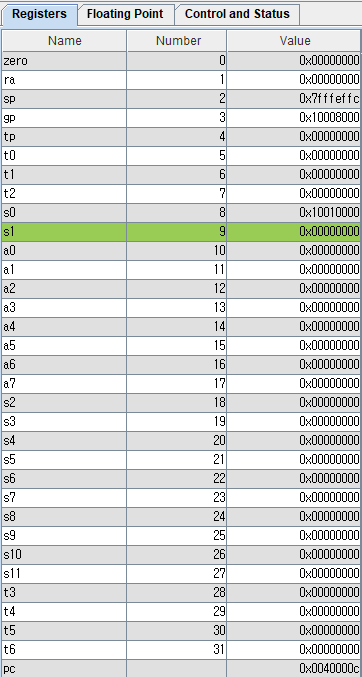 Registers Floating Point Control and Status
Name Number Value
zero 0 0x00000000
ra 1 0x00000000
sp 2 0x7fffeffc
gp 3 0x10008000
tp 4 0x00000000
t0 5 0x00000000
t1 6 0x00000000
t2 7 0x00000000
s0 8 0x10010000
s1 9 0x00000000
a0 10 0x00000000
a1 11 0x00000000
a2 12 0x00000000
a3 13 0x00000000
a4 14 0x00000000
a5 15 0x00000000
a6 16 0x00000000
a7 17 0x00000000
s2 18 0x00000000
s3 19 0x00000000
s4 20 0x00000000
s5 21 0x00000000
s6 22 0x00000000
s7 23 0x00000000
s8 24 0x00000000
s9 25 0x00000000
s10 26 0x00000000
s11 27 0x00000000
t3 28 0x00000000
t4 29 0x00000000
t5 30 0x00000000
t6 31 0x00000000
pc 0x0040000c